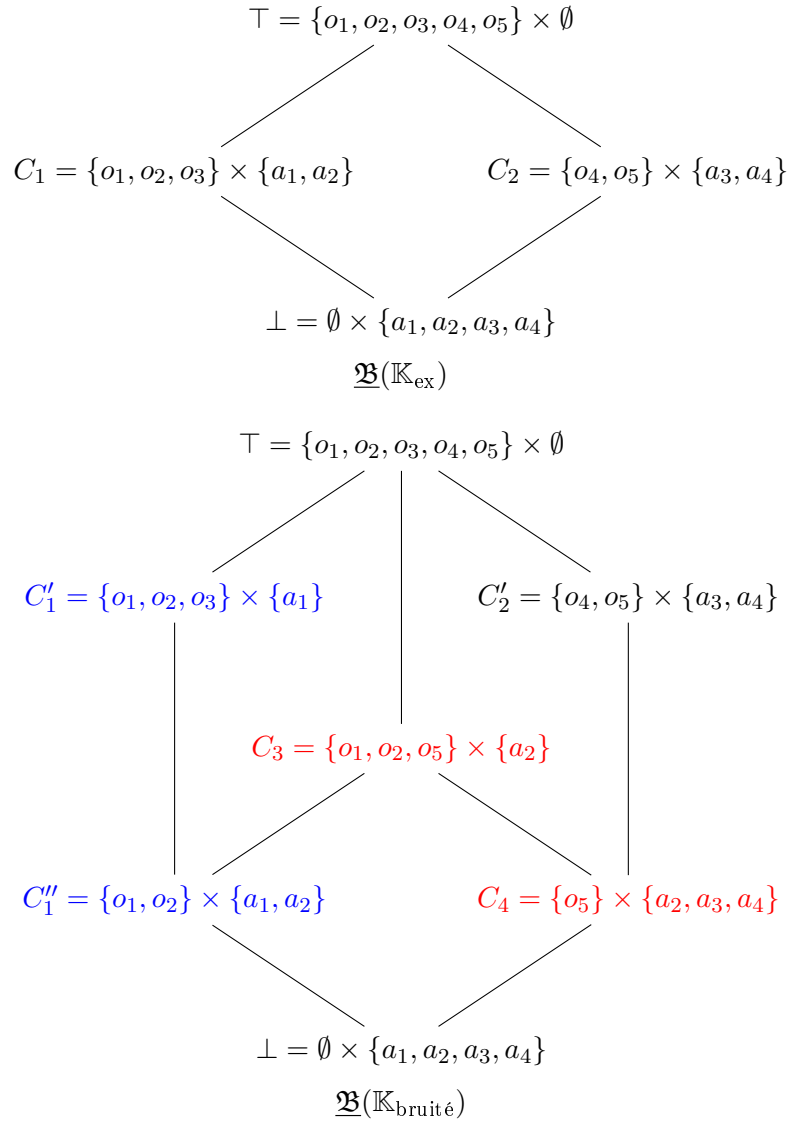 ⊤ = {o₁, o₂, o₃, o₄, o₅} × ∅
C₁ = {o₁, o₂, o₃} × {a₁, a₂}
C₂ = {o₄, o₅} × {a₃, a₄}
⊥ = ∅ × {a₁, a₂, a₃, a₄}
𝔅(𝕂ex)
⊤ = {o₁, o₂, o₃, o₄, o₅} × ∅
C′₁ = {o₁, o₂, o₃} × {a₁}
C′₂ = {o₄, o₅} × {a₃, a₄}
C₃ = {o₁, o₂, o₅} × {a₂}
C″₁ = {o₁, o₂} × {a₁, a₂}
C₄ = {o₅} × {a₂, a₃, a₄}
⊥ = ∅ × {a₁, a₂, a₃, a₄}
𝔅(𝕂bruité)